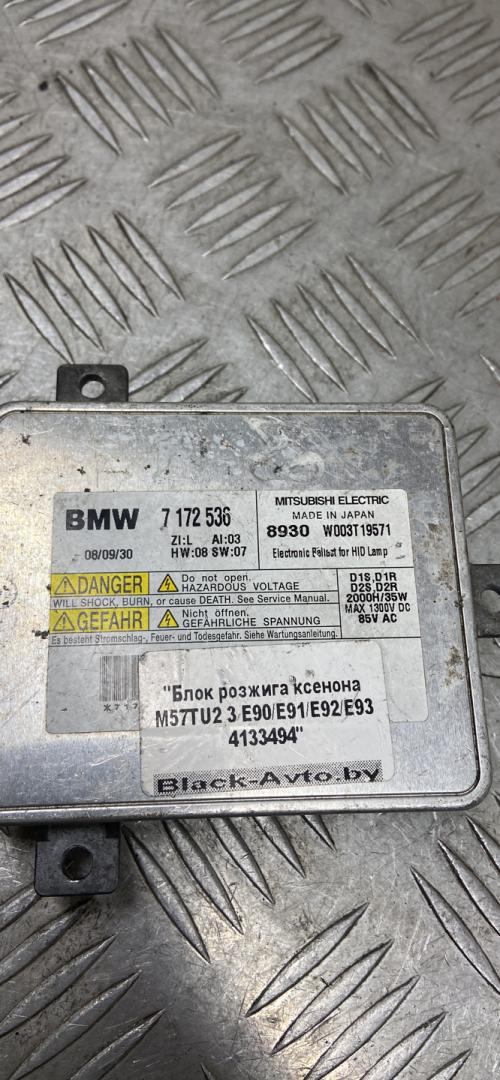 BMW 7 172 536
ZI:L AI:03
08/09/30 HW:08 SW:07
MITSUBISHI ELECTRIC
MADE IN JAPAN
8930 W003T19571
Electronic Ballast for HID Lamp
DANGER Do not open.
HAZARDOUS VOLTAGE
WILL SHOCK, BURN, or cause DEATH. See Service Manual.
GEFAHR Nicht öffnen.
GEFÄHRLICHE SPANNUNG
Es besteht Stromschlag-, Feuer- und Todesgefahr. Siehe Wartungsanleitung.
D1S,D1R
D2S,D2R
2000H/35W
MAX 1300V DC
85V AC
"Блок розжига ксенона
M57TU2 3/E90/E91/E92/E93
4133494"
Black-Avto.by